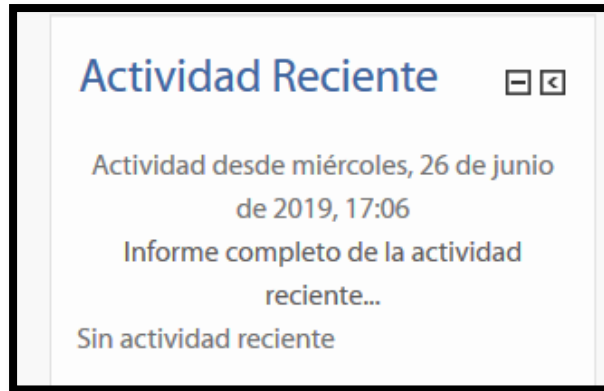 Actividad Reciente
Actividad desde miércoles, 26 de junio
de 2019, 17:06
Informe completo de la actividad
reciente...
Sin actividad reciente